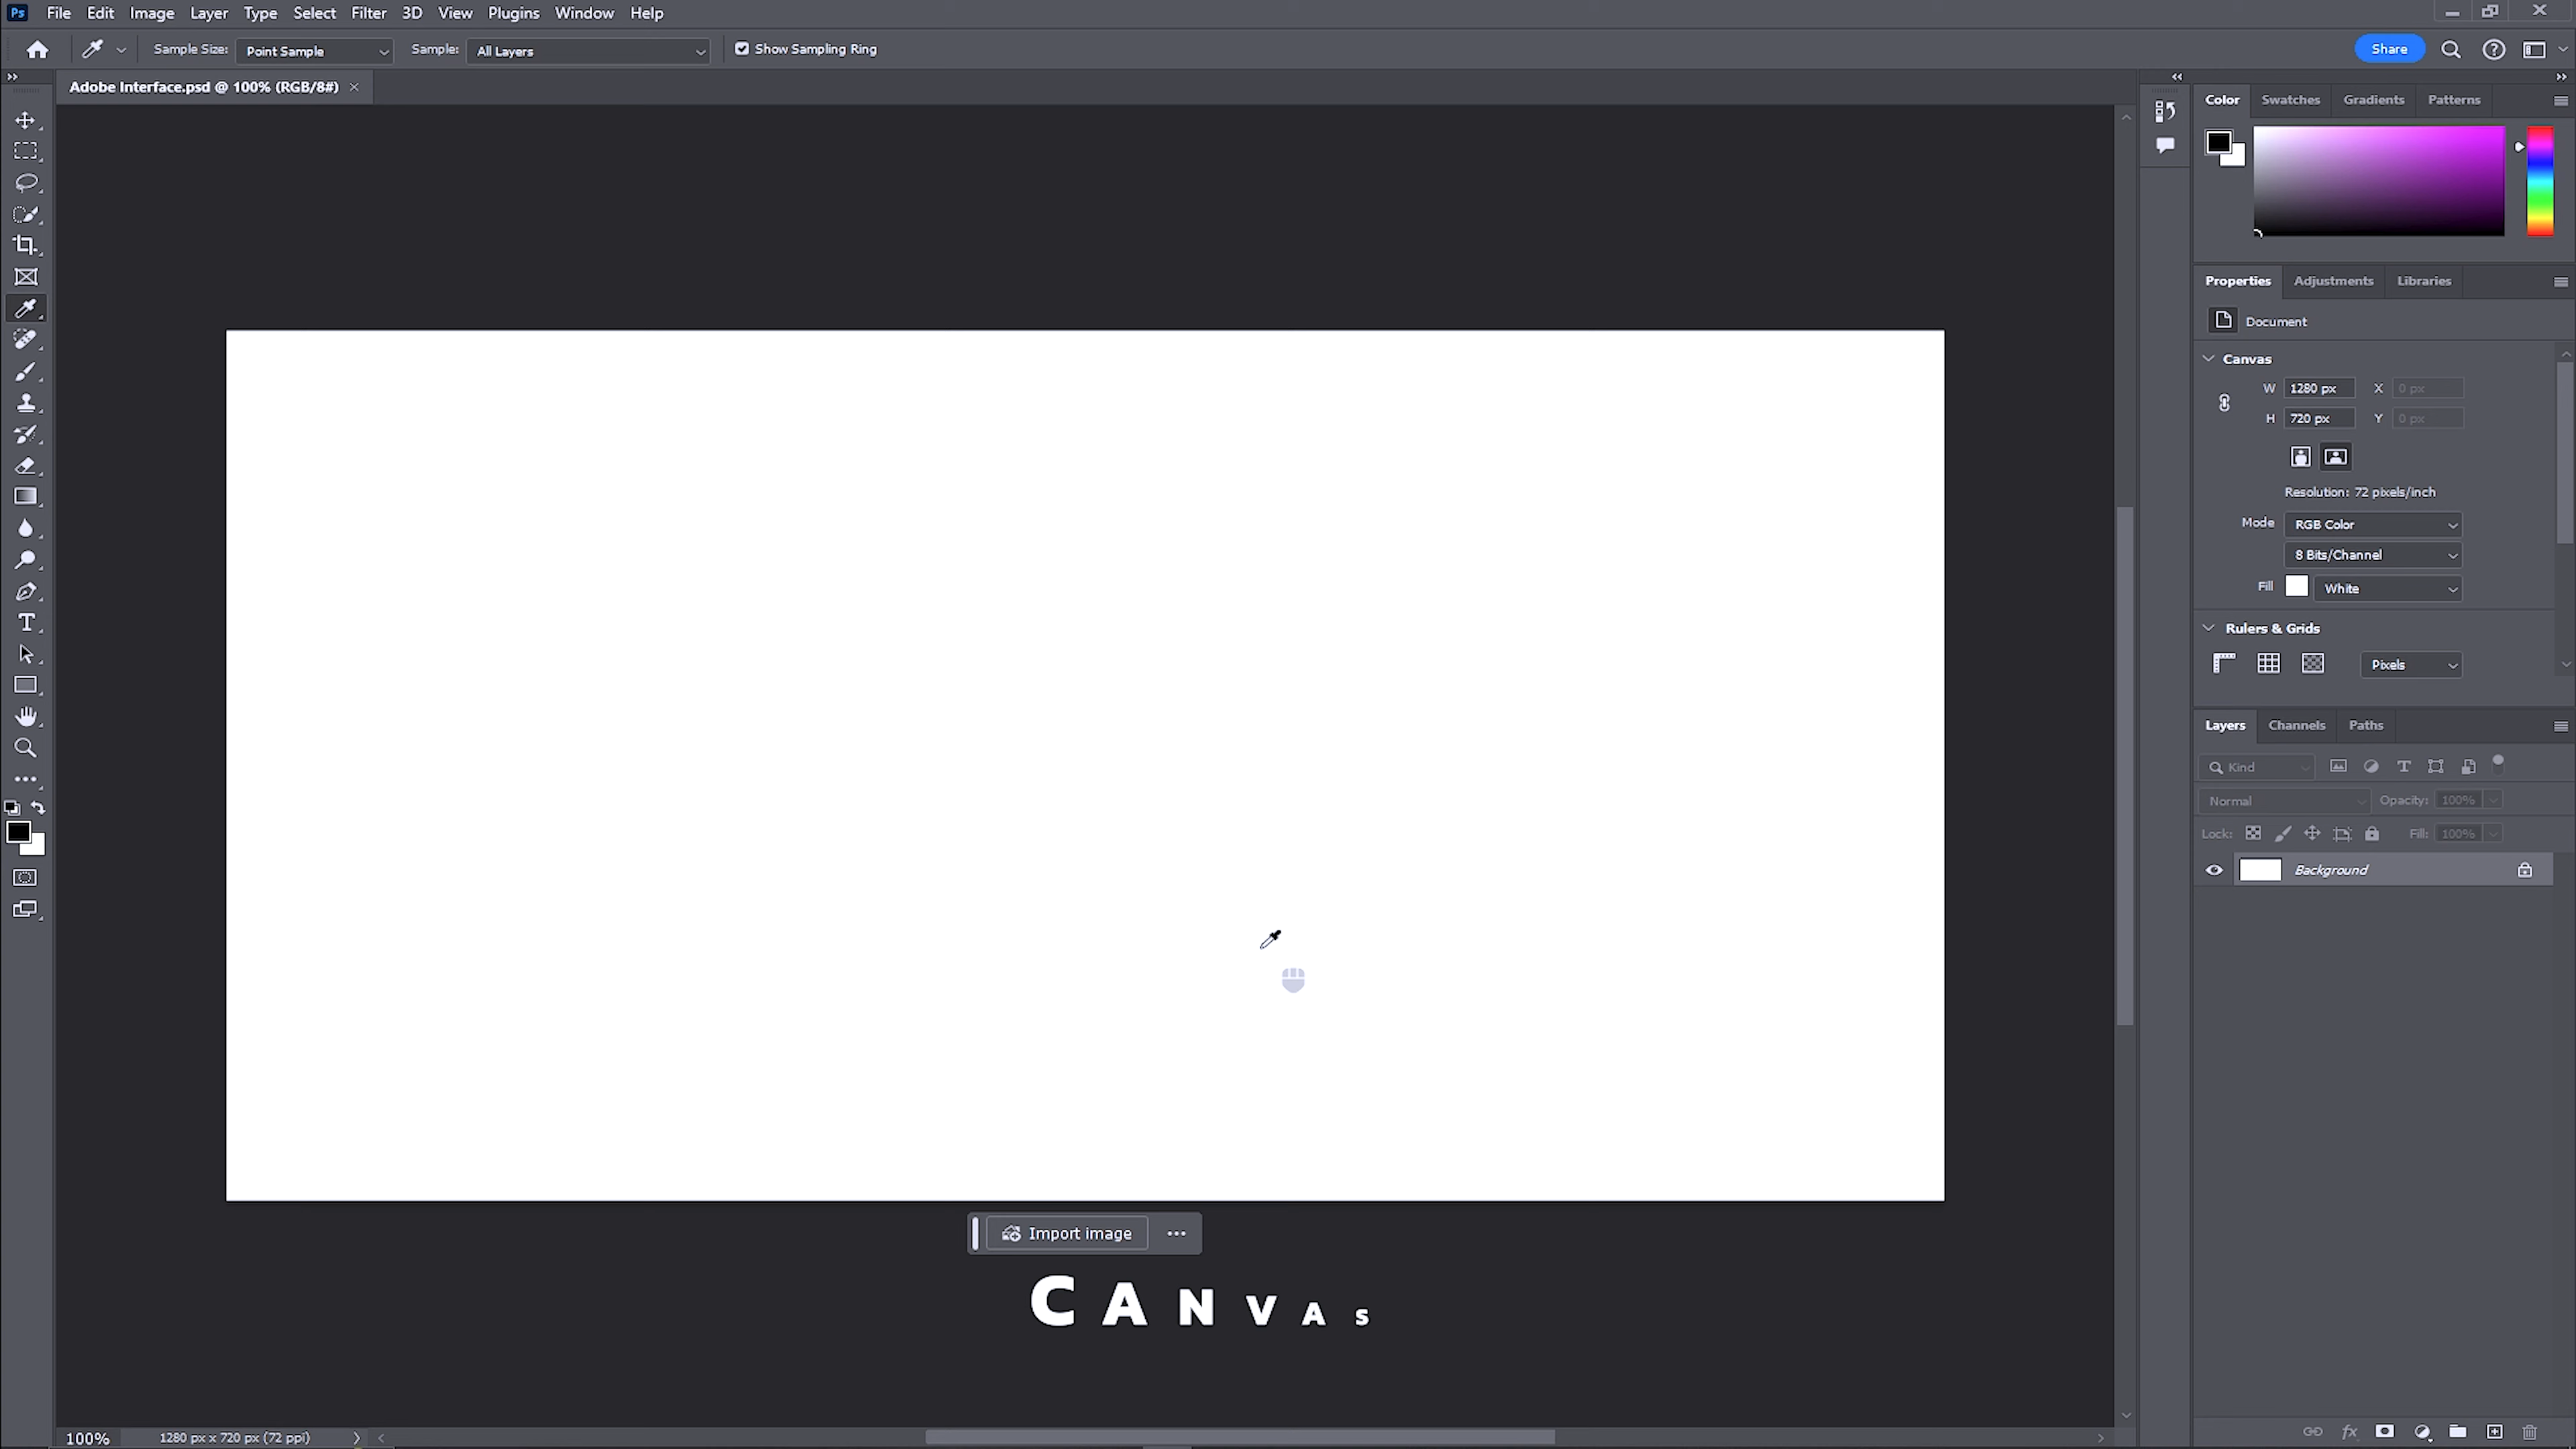 Ps File Edit Image Layer Type Select Filter 3D View Plugins Window Help
Sample Size: Point Sample Sample: All Layers Show Sampling Ring Share
Adobe Interface.psd @ 100% (RGB/8#)
Color Swatches Gradients Patterns
Properties Adjustments Libraries
Document
Canvas
W 1280 px X 0 px
H 720 px Y 0 px
Resolution: 72 pixels/inch
Mode RGB Color
8 Bits/Channel
Fill White
Rulers & Grids
Pixels
Layers Channels Paths
Kind
Normal Opacity: 100%
Lock: Fill: 100%
Background
Import image
CANVAS
100% 1280 px x 720 px (72 ppi)
fx